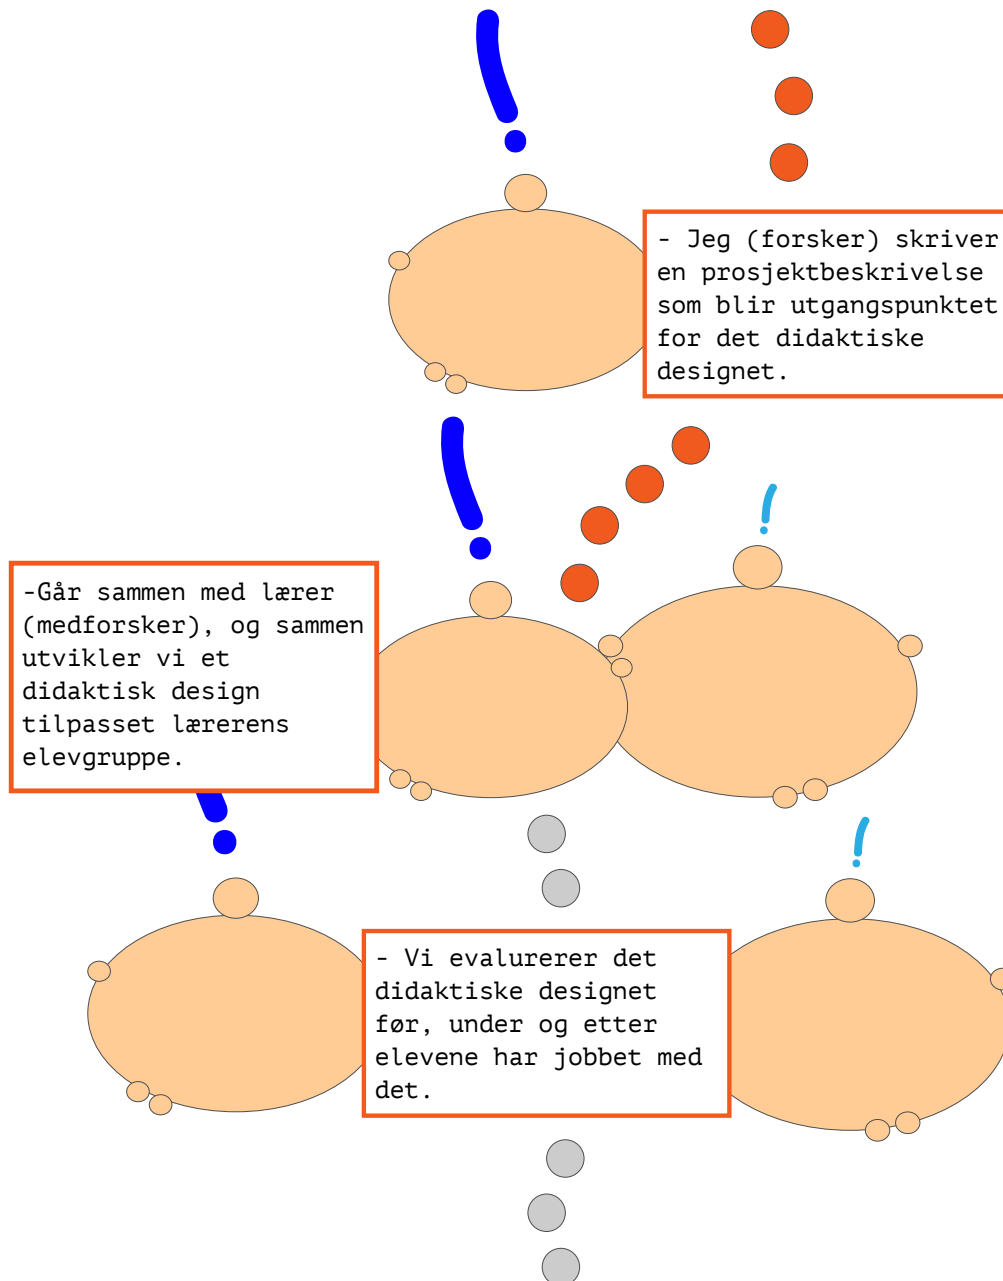 - Jeg (forsker) skriver
en prosjektbeskrivelse
som blir utgangspunktet
for det didaktiske
designet.
-Går sammen med lærer
(medforsker), og sammen
utvikler vi et
didaktisk design
tilpasset lærerens
elevgruppe.
- Vi evalurerer det
didaktiske designet
før, under og etter
elevene har jobbet med
det.